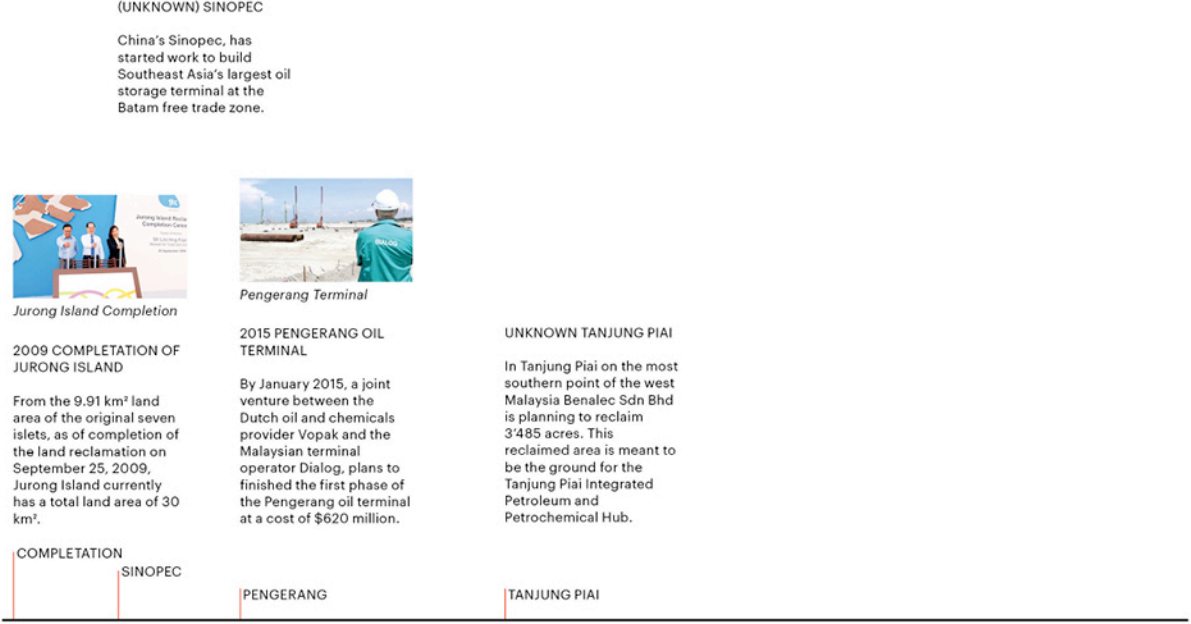 (UNKNOWN) SINOPEC
China's Sinopec, has
started work to build
Southeast Asia's largest oil
storage terminal at the
Batam free trade zone.
Jurong Island Recla
Completion Cere
Jurong Island Completion
2009 COMPLETATION OF
JURONG ISLAND
From the 9.91 km² land
area of the original seven
islets, as of completion of
the land reclamation on
September 25, 2009,
Jurong Island currently
has a total land area of 30
km².
DIALOG
Pengerang Terminal
2015 PENGERANG OIL
TERMINAL
By January 2015, a joint
venture between the
Dutch oil and chemicals
provider Vopak and the
Malaysian terminal
operator Dialog, plans to
finished the first phase of
the Pengerang oil terminal
at a cost of $620 million.
UNKNOWN TANJUNG PIAI
In Tanjung Piai on the most
southern point of the west
Malaysia Benalec Sdn Bhd
is planning to reclaim
3'485 acres. This
reclaimed area is meant to
be the ground for the
Tanjung Piai Integrated
Petroleum and
Petrochemical Hub.
COMPLETATION
SINOPEC
PENGERANG
TANJUNG PIAI